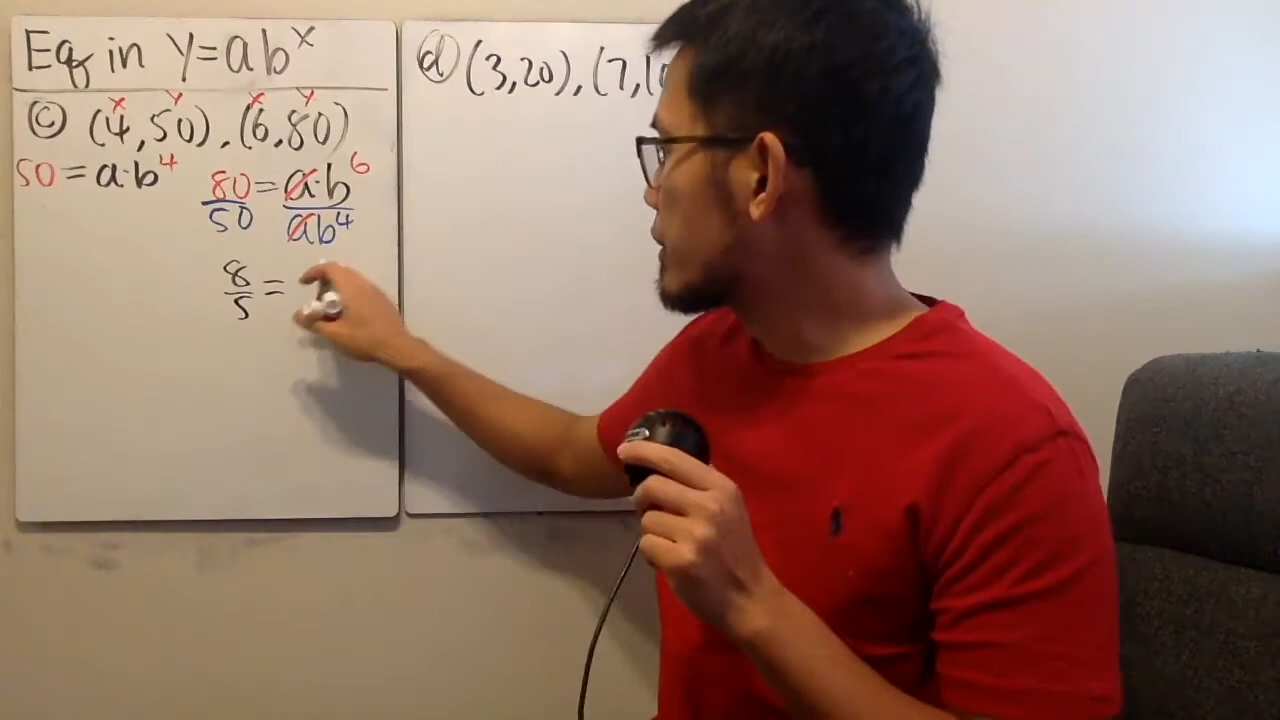 Eq in y=ab^x
ⓒ (4,50), (6,80)
x y x y
50 = a·b^4
80 = a·b^6
50 ab^4
8/5 =
ⓓ (3,20), (7,1